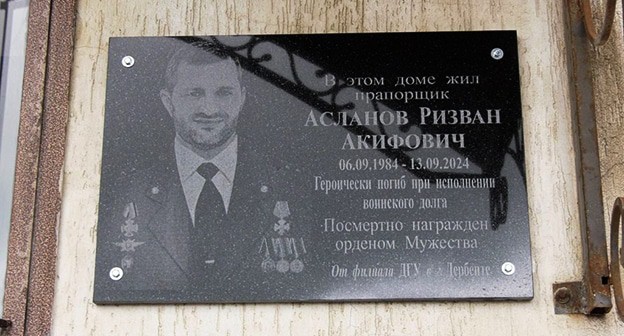 В этом доме жил
прапорщик
Асланов Ризван
Акифович
06.09.1984 - 13.09.2024
Героически погиб при исполнении
воинского долга
Посмертно награжден
орденом Мужества
От филиала ДГУ в г. Дербенте